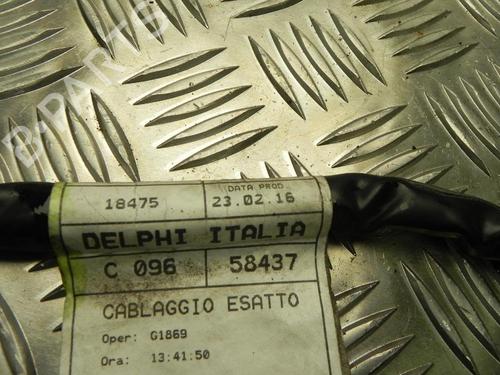 B-PARTS
18475
DATA PROD.
23.02.16
DELPHI ITALIA
C 096
58437
CABLAGGIO ESATTO
Oper: G1869
Ora: 13:41:50